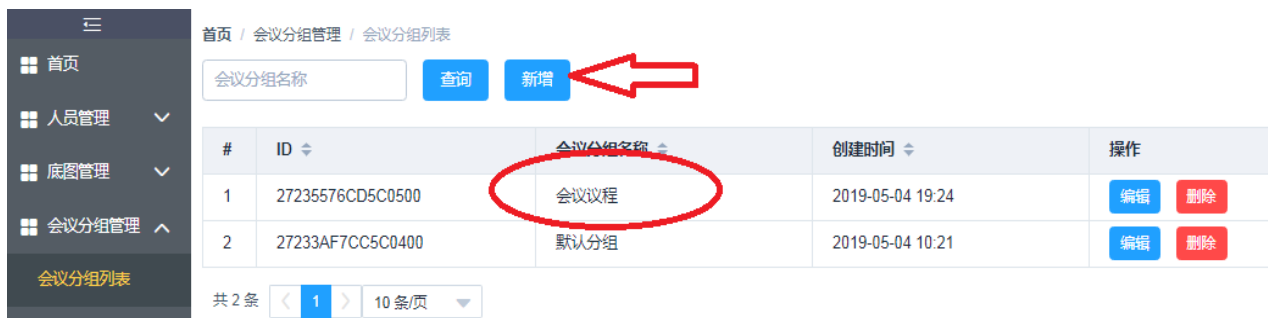 首页 / 会议分组管理 / 会议分组列表
首页
会议分组名称 查询 新增
人员管理
# ID 会议分组名称 创建时间 操作
底图管理
1 27235576CD5C0500 会议议程 2019-05-04 19:24 编辑 删除
会议分组管理
2 27233AF7CC5C0400 默认分组 2019-05-04 10:21 编辑 删除
会议分组列表
共 2 条 < 1 > 10 条/页